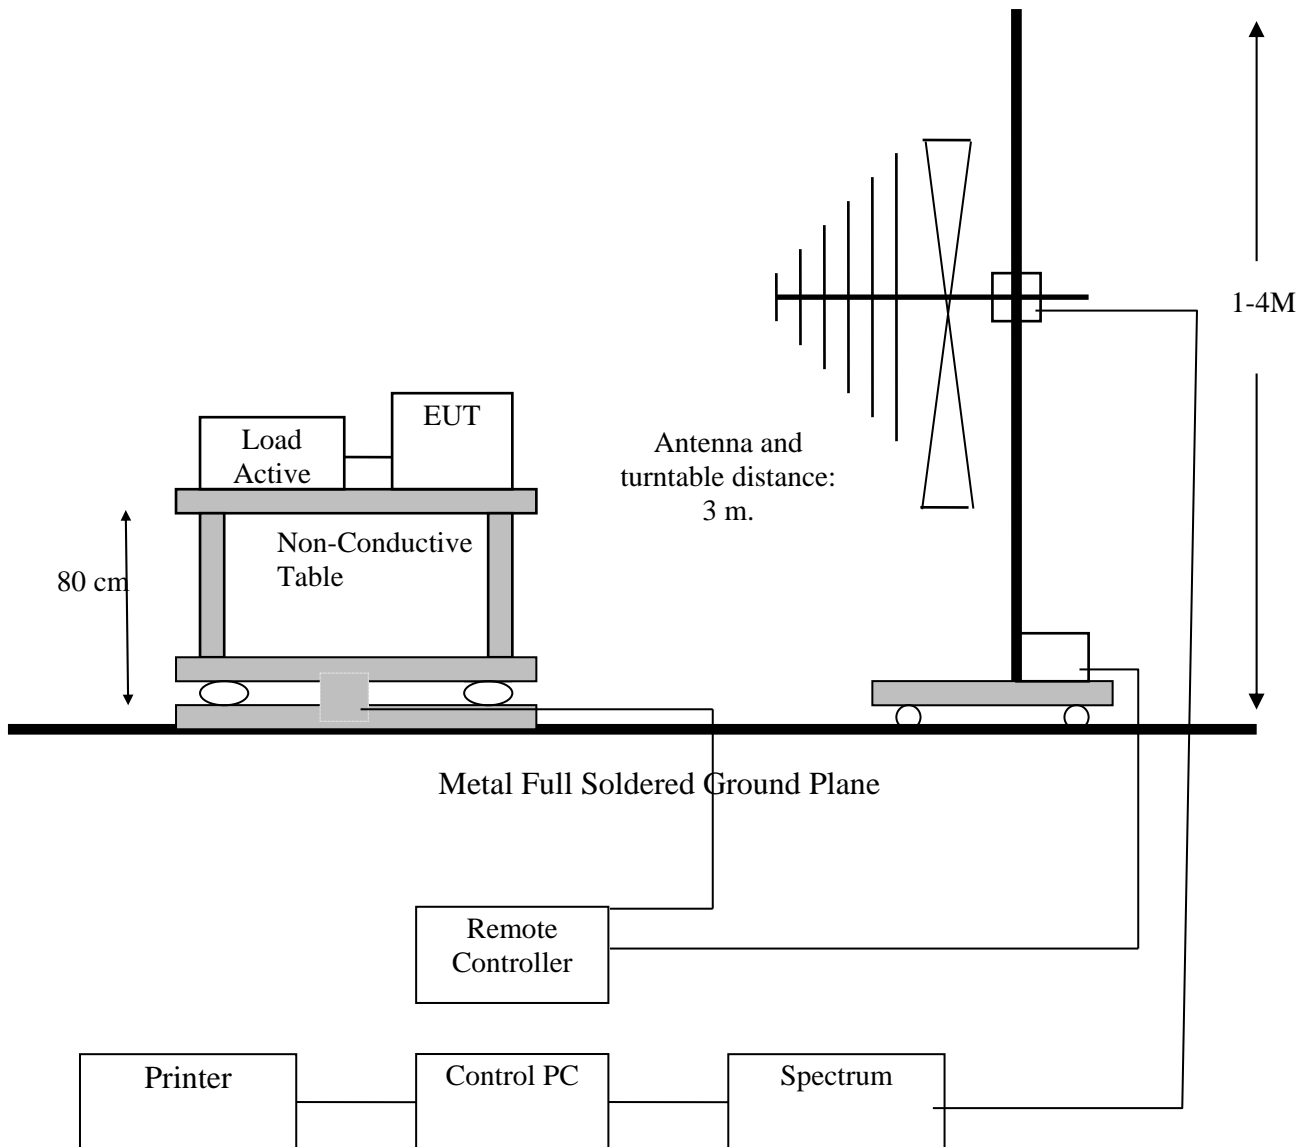 1-4M
EUT
Load
Active
Antenna and
turntable distance:
3 m.
Non-Conductive
Table
80 cm
Metal Full Soldered Ground Plane
Remote
Controller
Printer
Control PC
Spectrum